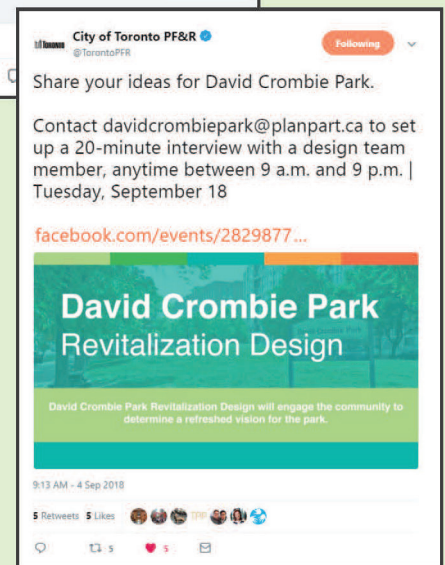 City of Toronto PF&R
@TorontoPFR
Following
Share your ideas for David Crombie Park.
Contact davidcrombiepark@planpart.ca to set
up a 20-minute interview with a design team
member, anytime between 9 a.m. and 9 p.m. |
Tuesday, September 18
facebook.com/events/2829877...
David Crombie Park
Revitalization Design
David Crombie Park Revitalization Design will engage the community to
determine a refreshed vision for the park.
9:13 AM - 4 Sep 2018
5 Retweets 5 Likes
5 5